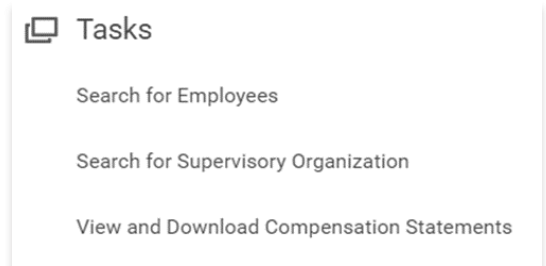 Tasks
Search for Employees
Search for Supervisory Organization
View and Download Compensation Statements